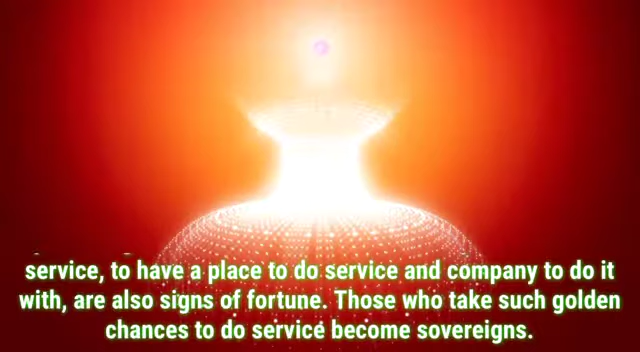 service, to have a place to do service and company to do it
with, are also signs of fortune. Those who take such golden
chances to do service become sovereigns.